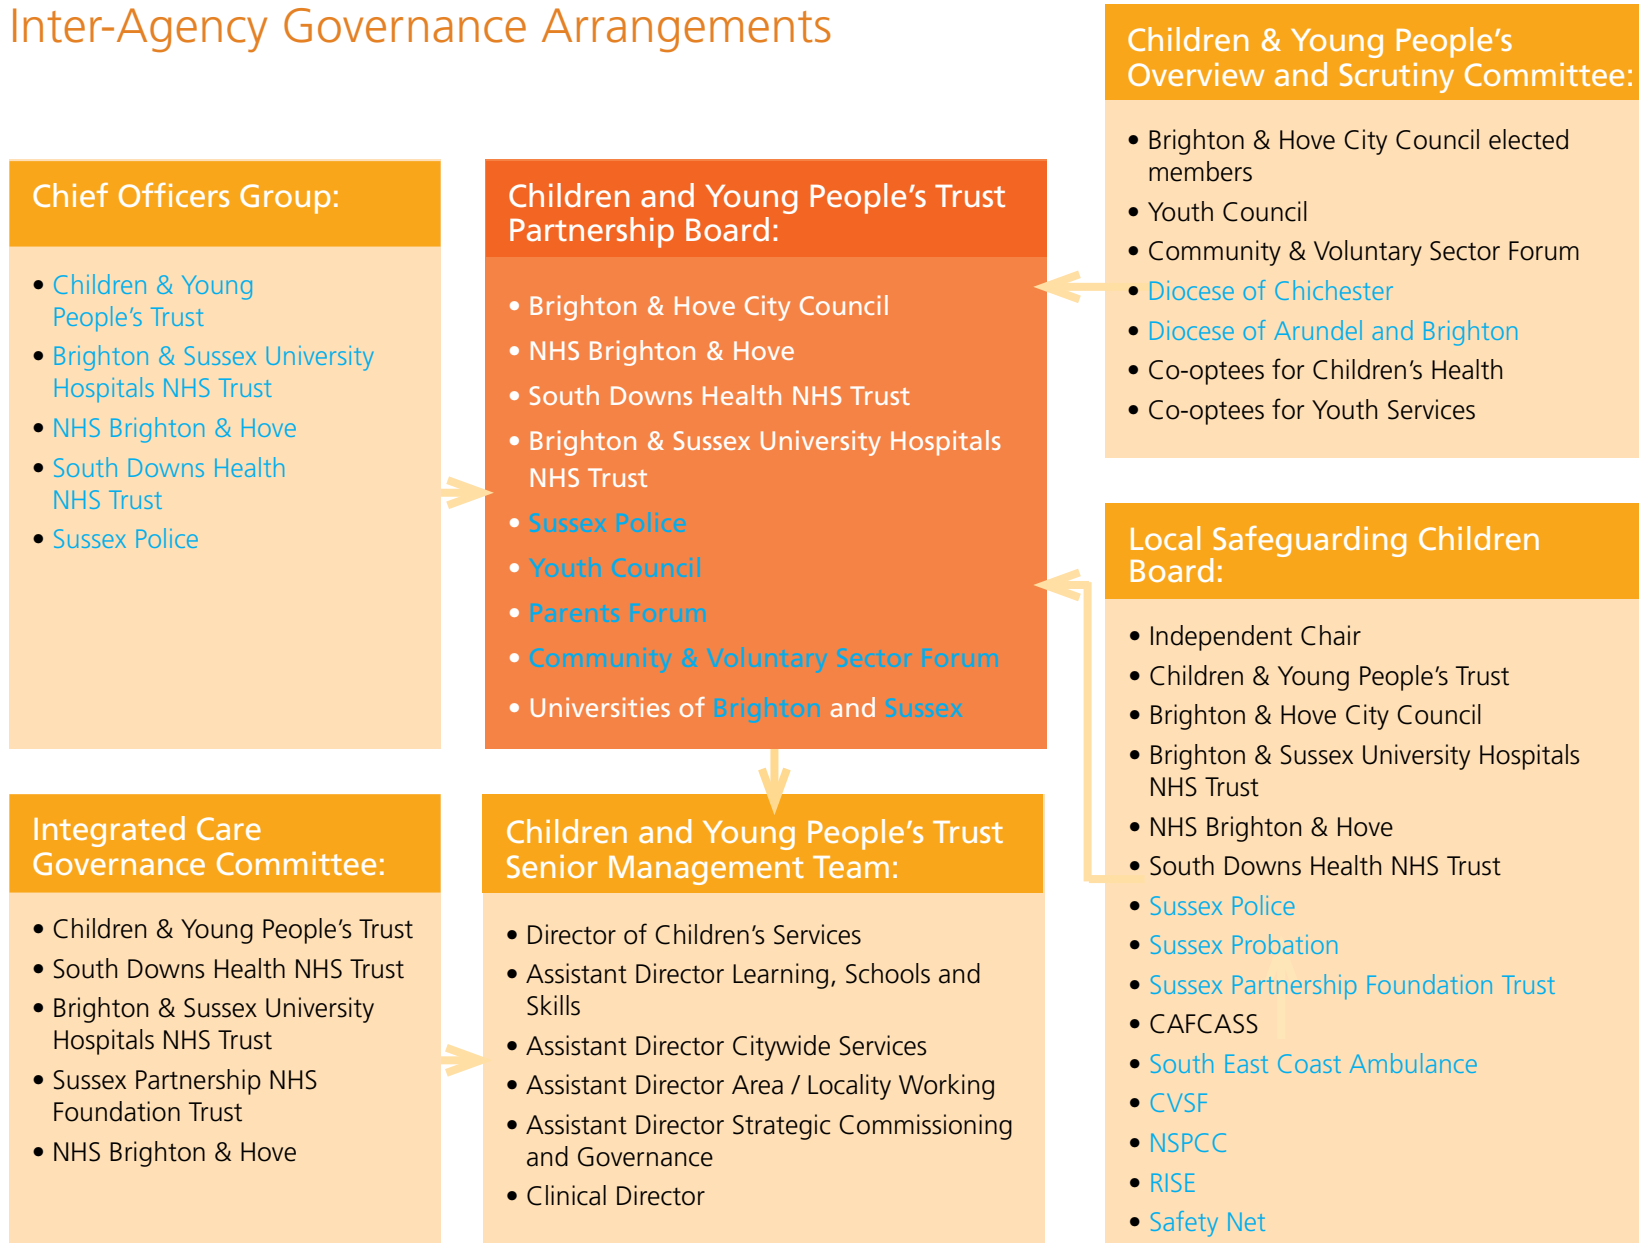 Inter-Agency Governance Arrangements
Chief Officers Group:
• Children & Young
People's Trust
• Brighton & Sussex University
Hospitals NHS Trust
• NHS Brighton & Hove
• South Downs Health
NHS Trust
• Sussex Police
Children and Young People's Trust
Partnership Board:
• Brighton & Hove City Council
• NHS Brighton & Hove
• South Downs Health NHS Trust
• Brighton & Sussex University Hospitals
NHS Trust
• Sussex Police
• Youth Council
• Parents Forum
• Community & Voluntary Sector Forum
• Universities of Brighton and Sussex
Children & Young People's
Overview and Scrutiny Committee:
• Brighton & Hove City Council elected
members
• Youth Council
• Community & Voluntary Sector Forum
• Diocese of Chichester
• Diocese of Arundel and Brighton
• Co-optees for Children's Health
• Co-optees for Youth Services
Integrated Care
Governance Committee:
• Children & Young People's Trust
• South Downs Health NHS Trust
• Brighton & Sussex University
Hospitals NHS Trust
• Sussex Partnership NHS
Foundation Trust
• NHS Brighton & Hove
Children and Young People's Trust
Senior Management Team:
• Director of Children's Services
• Assistant Director Learning, Schools and
Skills
• Assistant Director Citywide Services
• Assistant Director Area / Locality Working
• Assistant Director Strategic Commissioning
and Governance
• Clinical Director
Local Safeguarding Children
Board:
• Independent Chair
• Children & Young People's Trust
• Brighton & Hove City Council
• Brighton & Sussex University Hospitals
NHS Trust
• NHS Brighton & Hove
• South Downs Health NHS Trust
• Sussex Police
• Sussex Probation
• Sussex Partnership Foundation Trust
• CAFCASS
• South East Coast Ambulance
• CVSF
• NSPCC
• RISE
• Safety Net